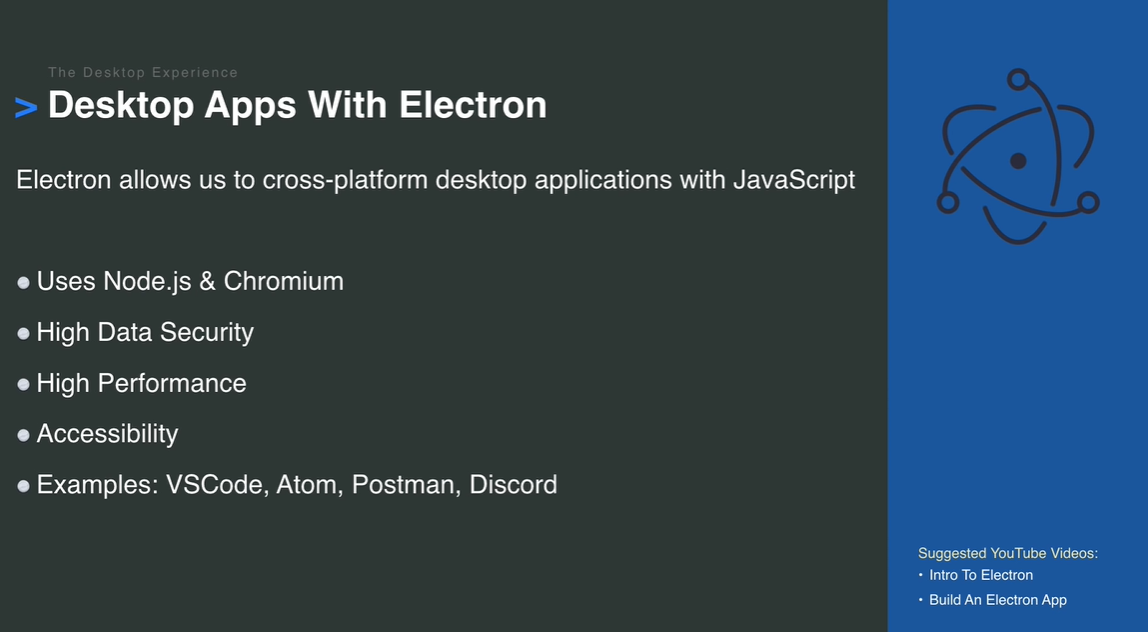 The Desktop Experience
> Desktop Apps With Electron
Electron allows us to cross-platform desktop applications with JavaScript
Uses Node.js & Chromium
High Data Security
High Performance
Accessibility
Examples: VSCode, Atom, Postman, Discord
Suggested YouTube Videos:
• Intro To Electron
• Build An Electron App